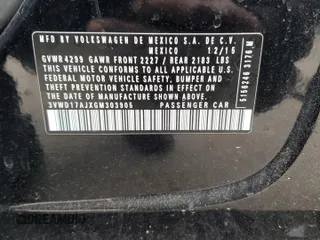 MFD BY VOLKSWAGEN DE MEXICO S.A. DE C.V.
MEXICO 12/15
GVWR 4299 GAWR FRONT 2227 / REAR 2183 LBS
THIS VEHICLE CONFORMS TO ALL APPLICABLE U.S.
FEDERAL MOTOR VEHICLE SAFETY, BUMPER, AND
THEFT PREVENTION STANDARDS IN EFFECT ON THE
DATE OF MANUFACTURE SHOWN ABOVE.
3VWD17AJXGM303905 PASSENGER CAR
5156246 3176 M